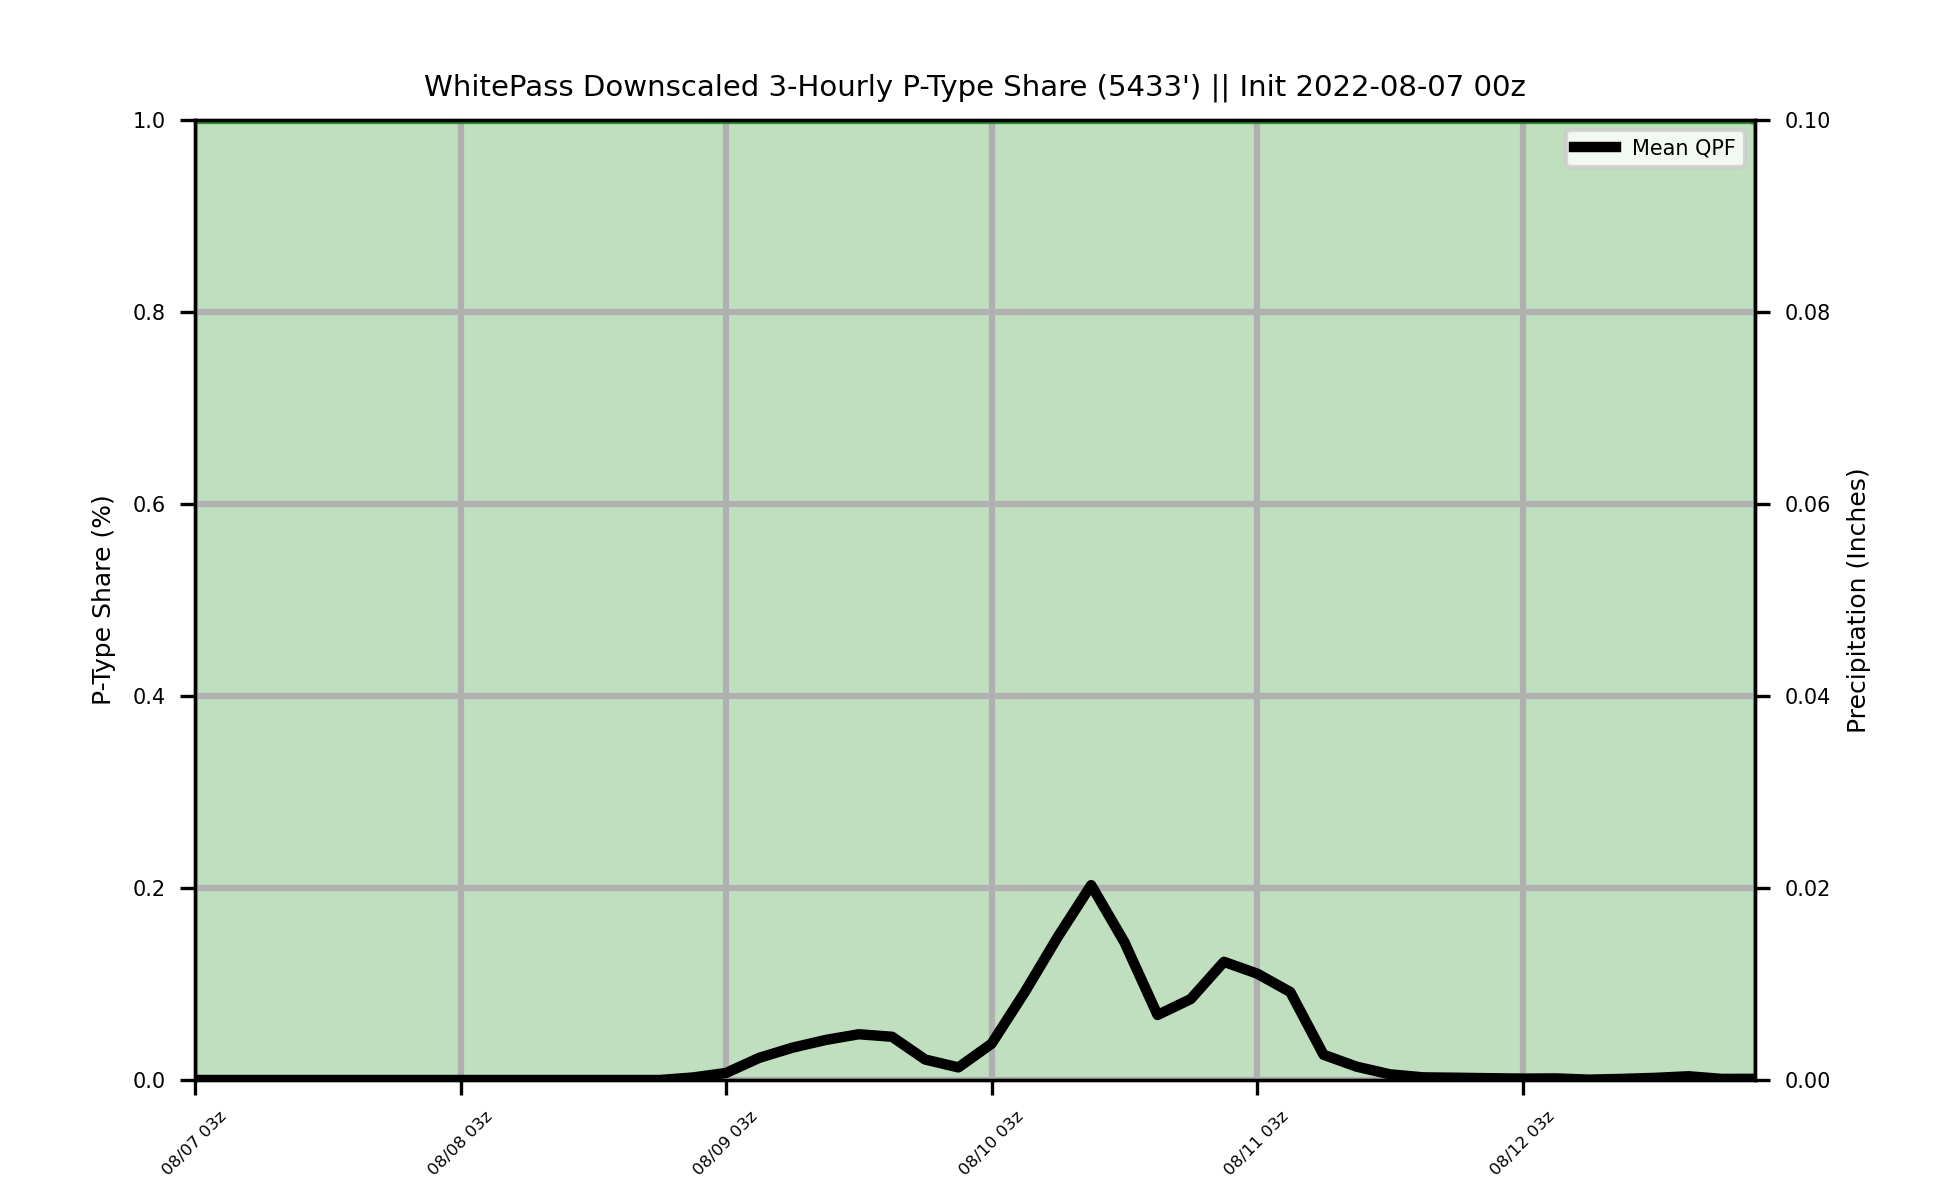 WhitePass Downscaled 3-Hourly P-Type Share (5433') || Init 2022-08-07 00z
Mean QPF
P-Type Share (%)
1.0
0.8
0.6
0.4
0.2
0.0
0.10
0.08
0.06
0.04
0.02
0.00
Precipitation (Inches)
08/07 03z
08/08 03z
08/09 03z
08/10 03z
08/11 03z
08/12 03z